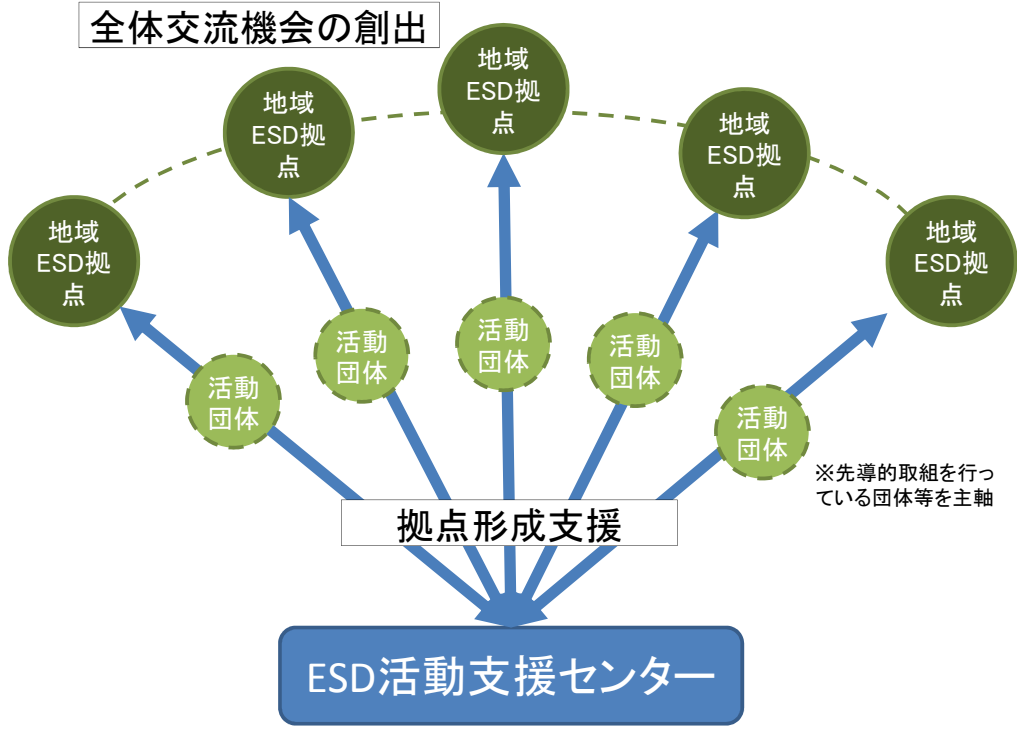 全体交流機会の創出
地域
ESD拠
点
地域
ESD拠
点
地域
ESD拠
点
地域
ESD拠
点
地域
ESD拠
点
活動
団体
活動
団体
活動
団体
活動
団体
活動
団体
※先導的取組を行っ
ている団体等を主軸
拠点形成支援
ESD活動支援センター